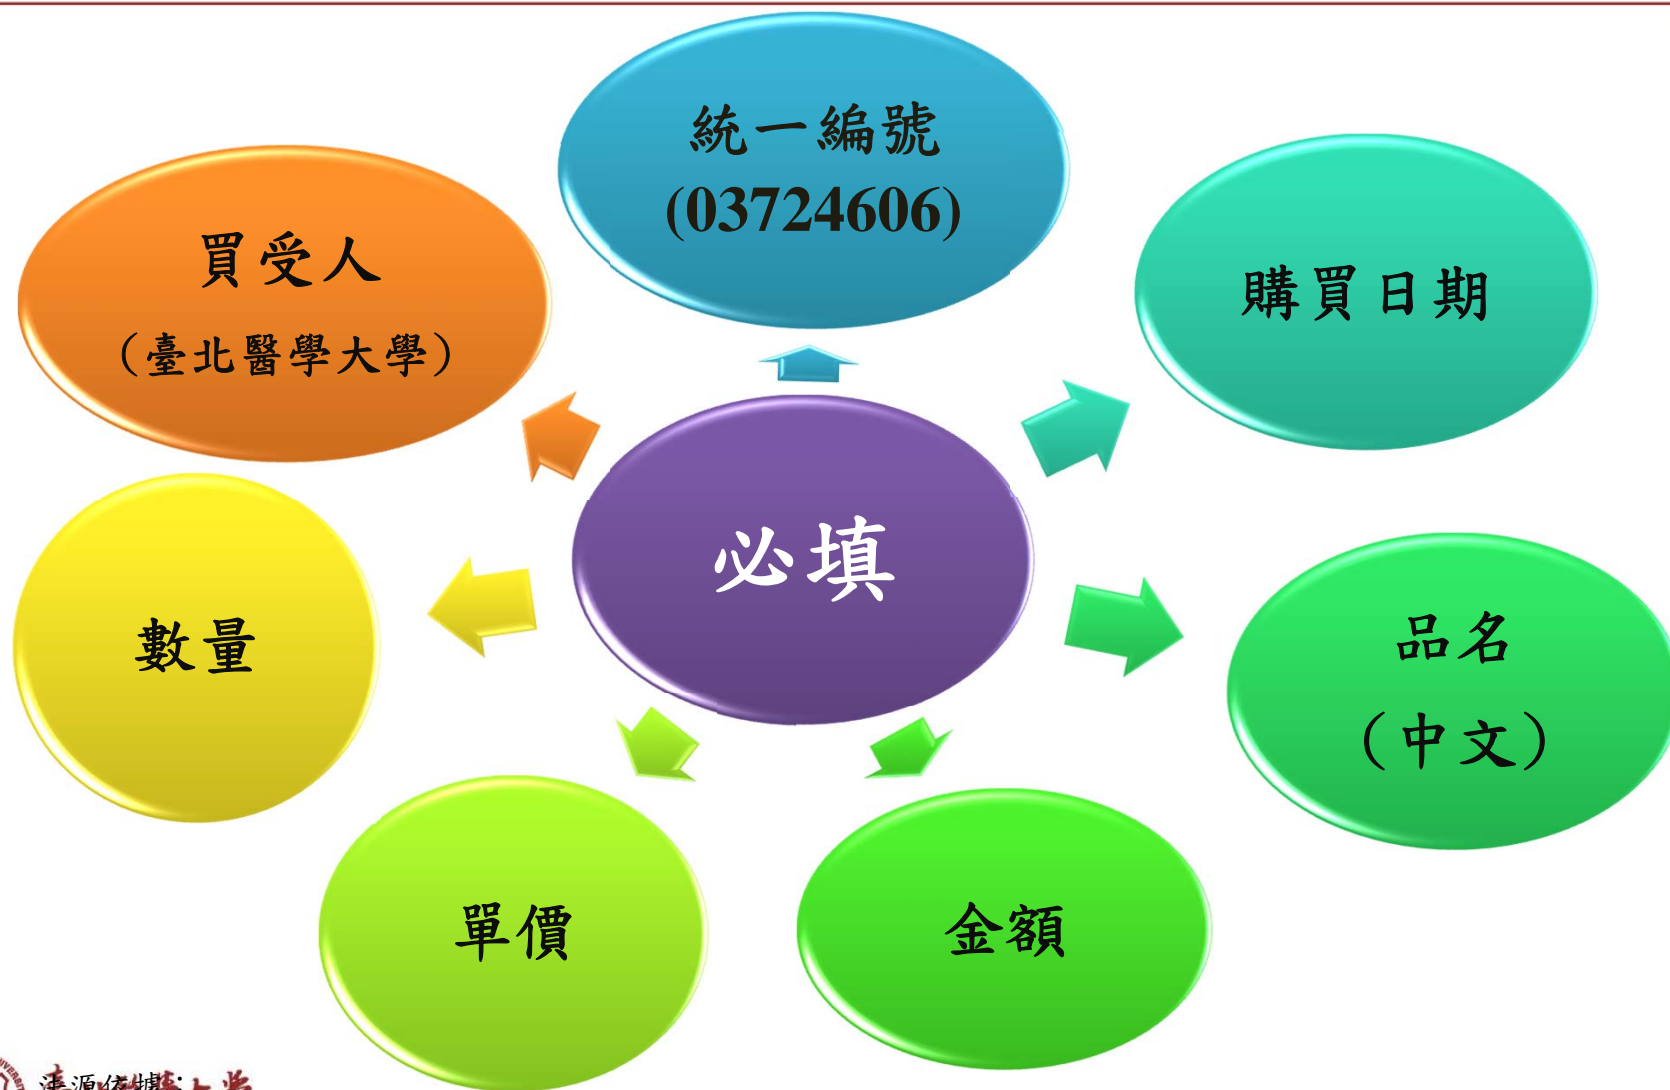 統一編號
(03724606)
購買日期
品名
（中文）
金額
單價
數量
買受人
（臺北醫學大學）
必填